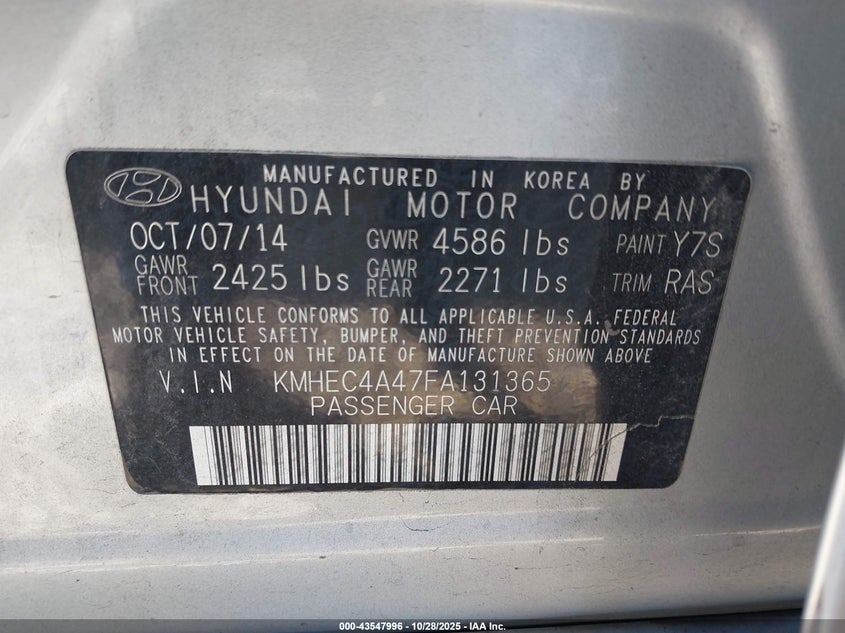 MANUFACTURED IN KOREA BY
HYUNDAI MOTOR COMPANY
OCT/07/14 GVWR 4586 lbs PAINT Y7S
GAWR FRONT 2425 lbs GAWR REAR 2271 lbs TRIM RAS
THIS VEHICLE CONFORMS TO ALL APPLICABLE U.S.A. FEDERAL
MOTOR VEHICLE SAFETY, BUMPER, AND THEFT PREVENTION STANDARDS
IN EFFECT ON THE DATE OF MANUFACTURE SHOWN ABOVE
V.I.N KMHEC4A47FA131365
PASSENGER CAR
000-43547996 - 10/28/2025 - IAA Inc.